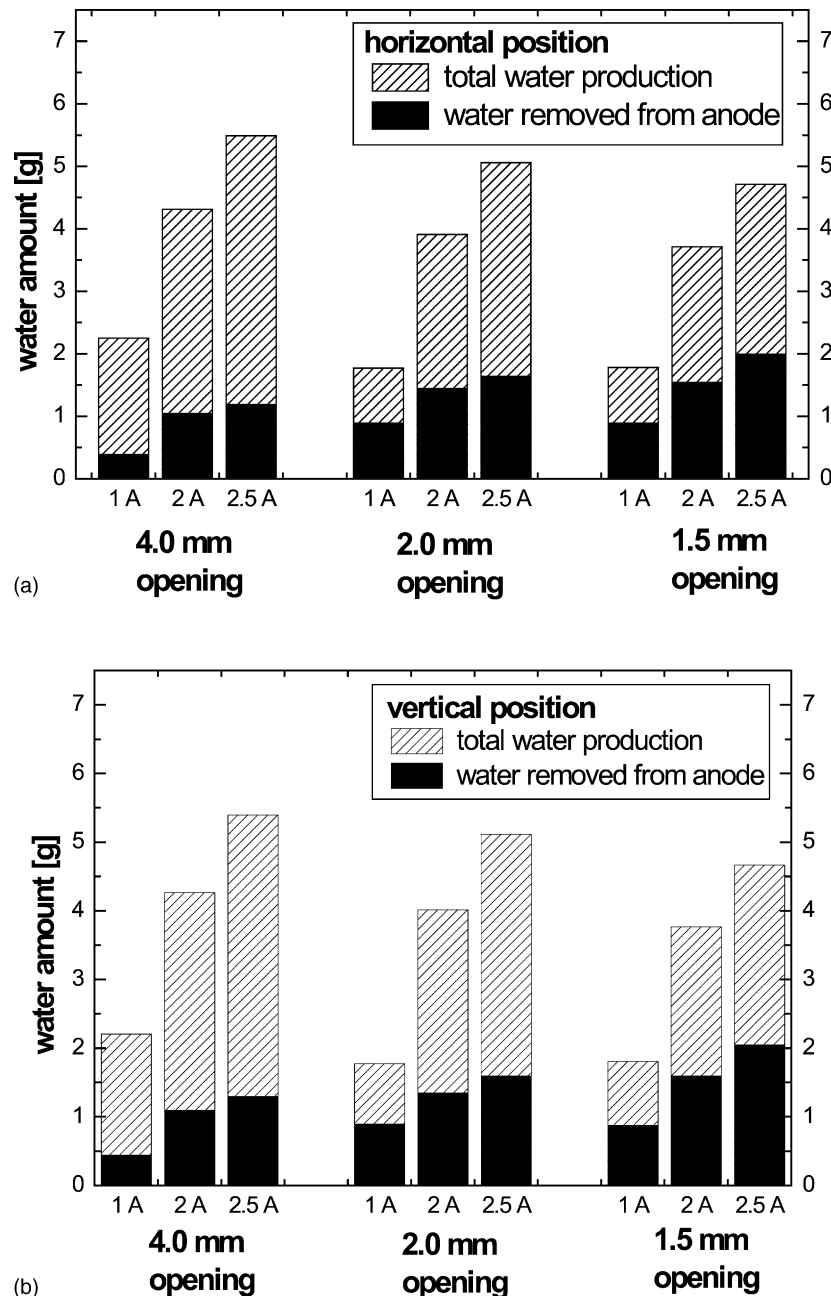 horizontal position
total water production
water removed from anode
water amount [g]
7 7
6 6
5 5
4 4
3 3
2 2
1 1
0 0
1 A 2 A 2.5 A 1 A 2 A 2.5 A 1 A 2 A 2.5 A
4.0 mm 2.0 mm 1.5 mm
opening opening opening
(a)
vertical position
total water production
water removed from anode
water amount [g]
7 7
6 6
5 5
4 4
3 3
2 2
1 1
0 0
1 A 2 A 2.5 A 1 A 2 A 2.5 A 1 A 2 A 2.5 A
4.0 mm 2.0 mm 1.5 mm
opening opening opening
(b)